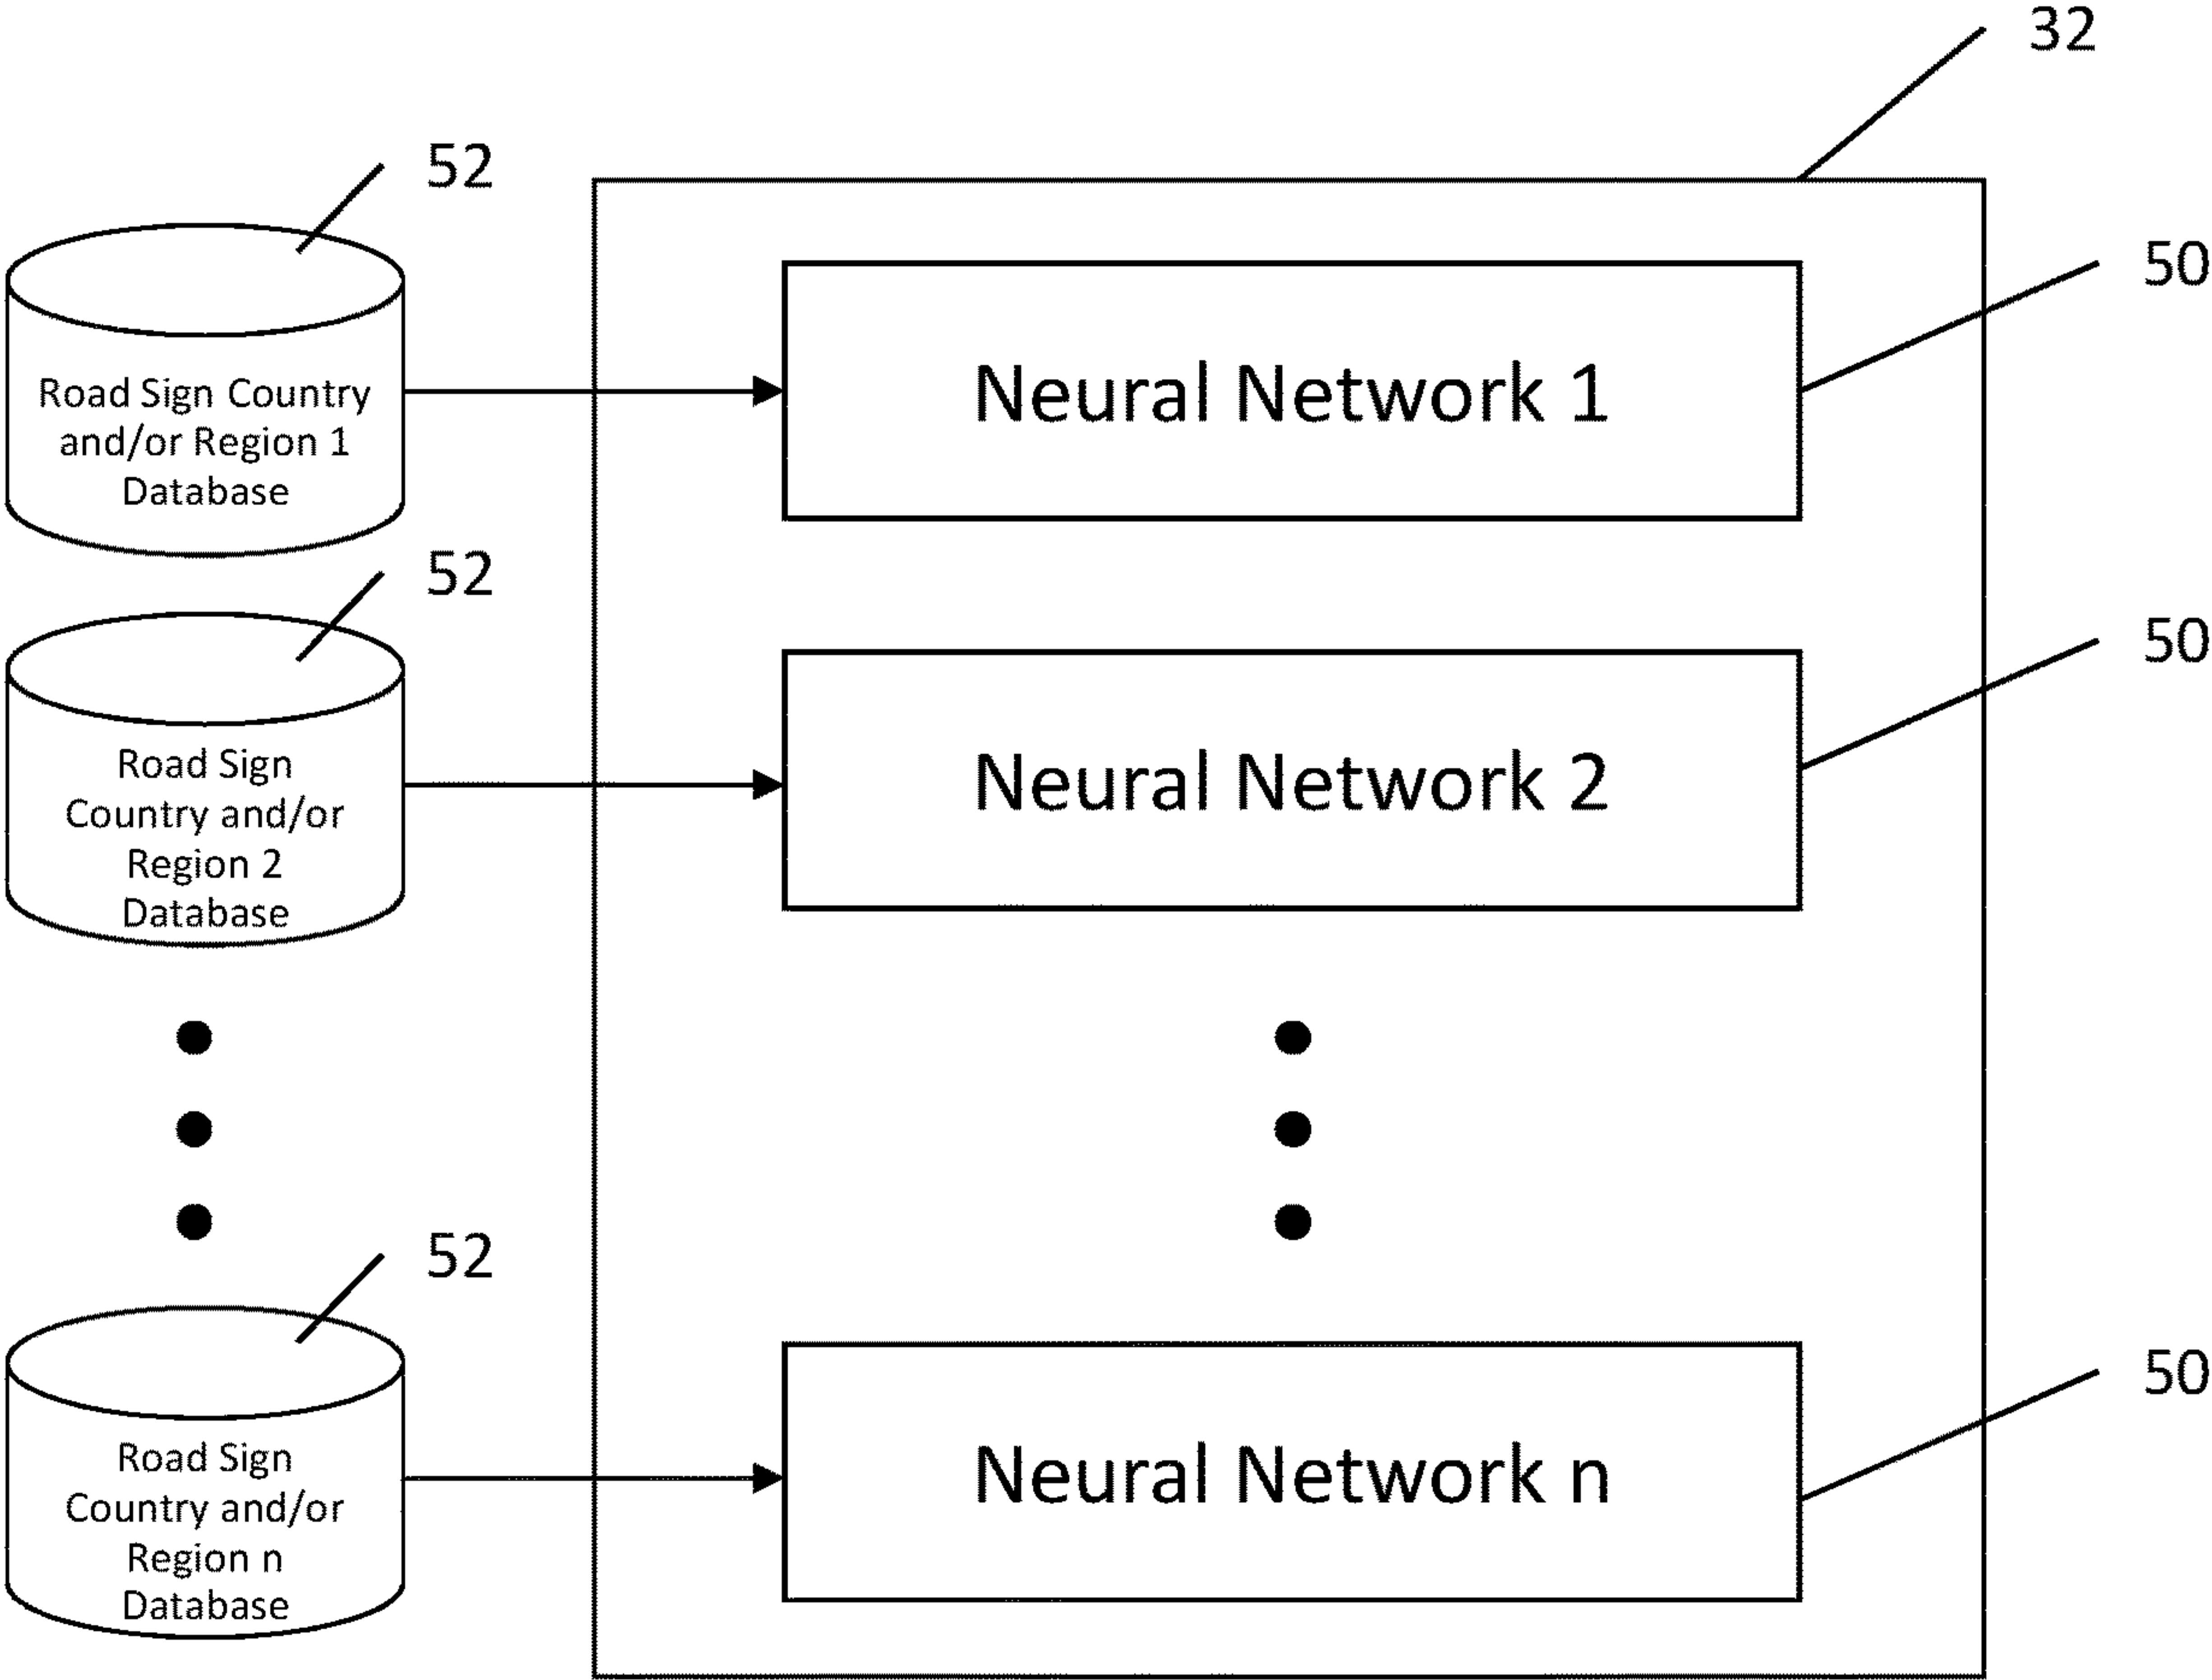 32
52
50
Road Sign Country
and/or Region 1
Database
Neural Network 1
52
50
Road Sign
Country and/or
Region 2
Database
Neural Network 2
52
50
Road Sign
Country and/or
Region n
Database
Neural Network n